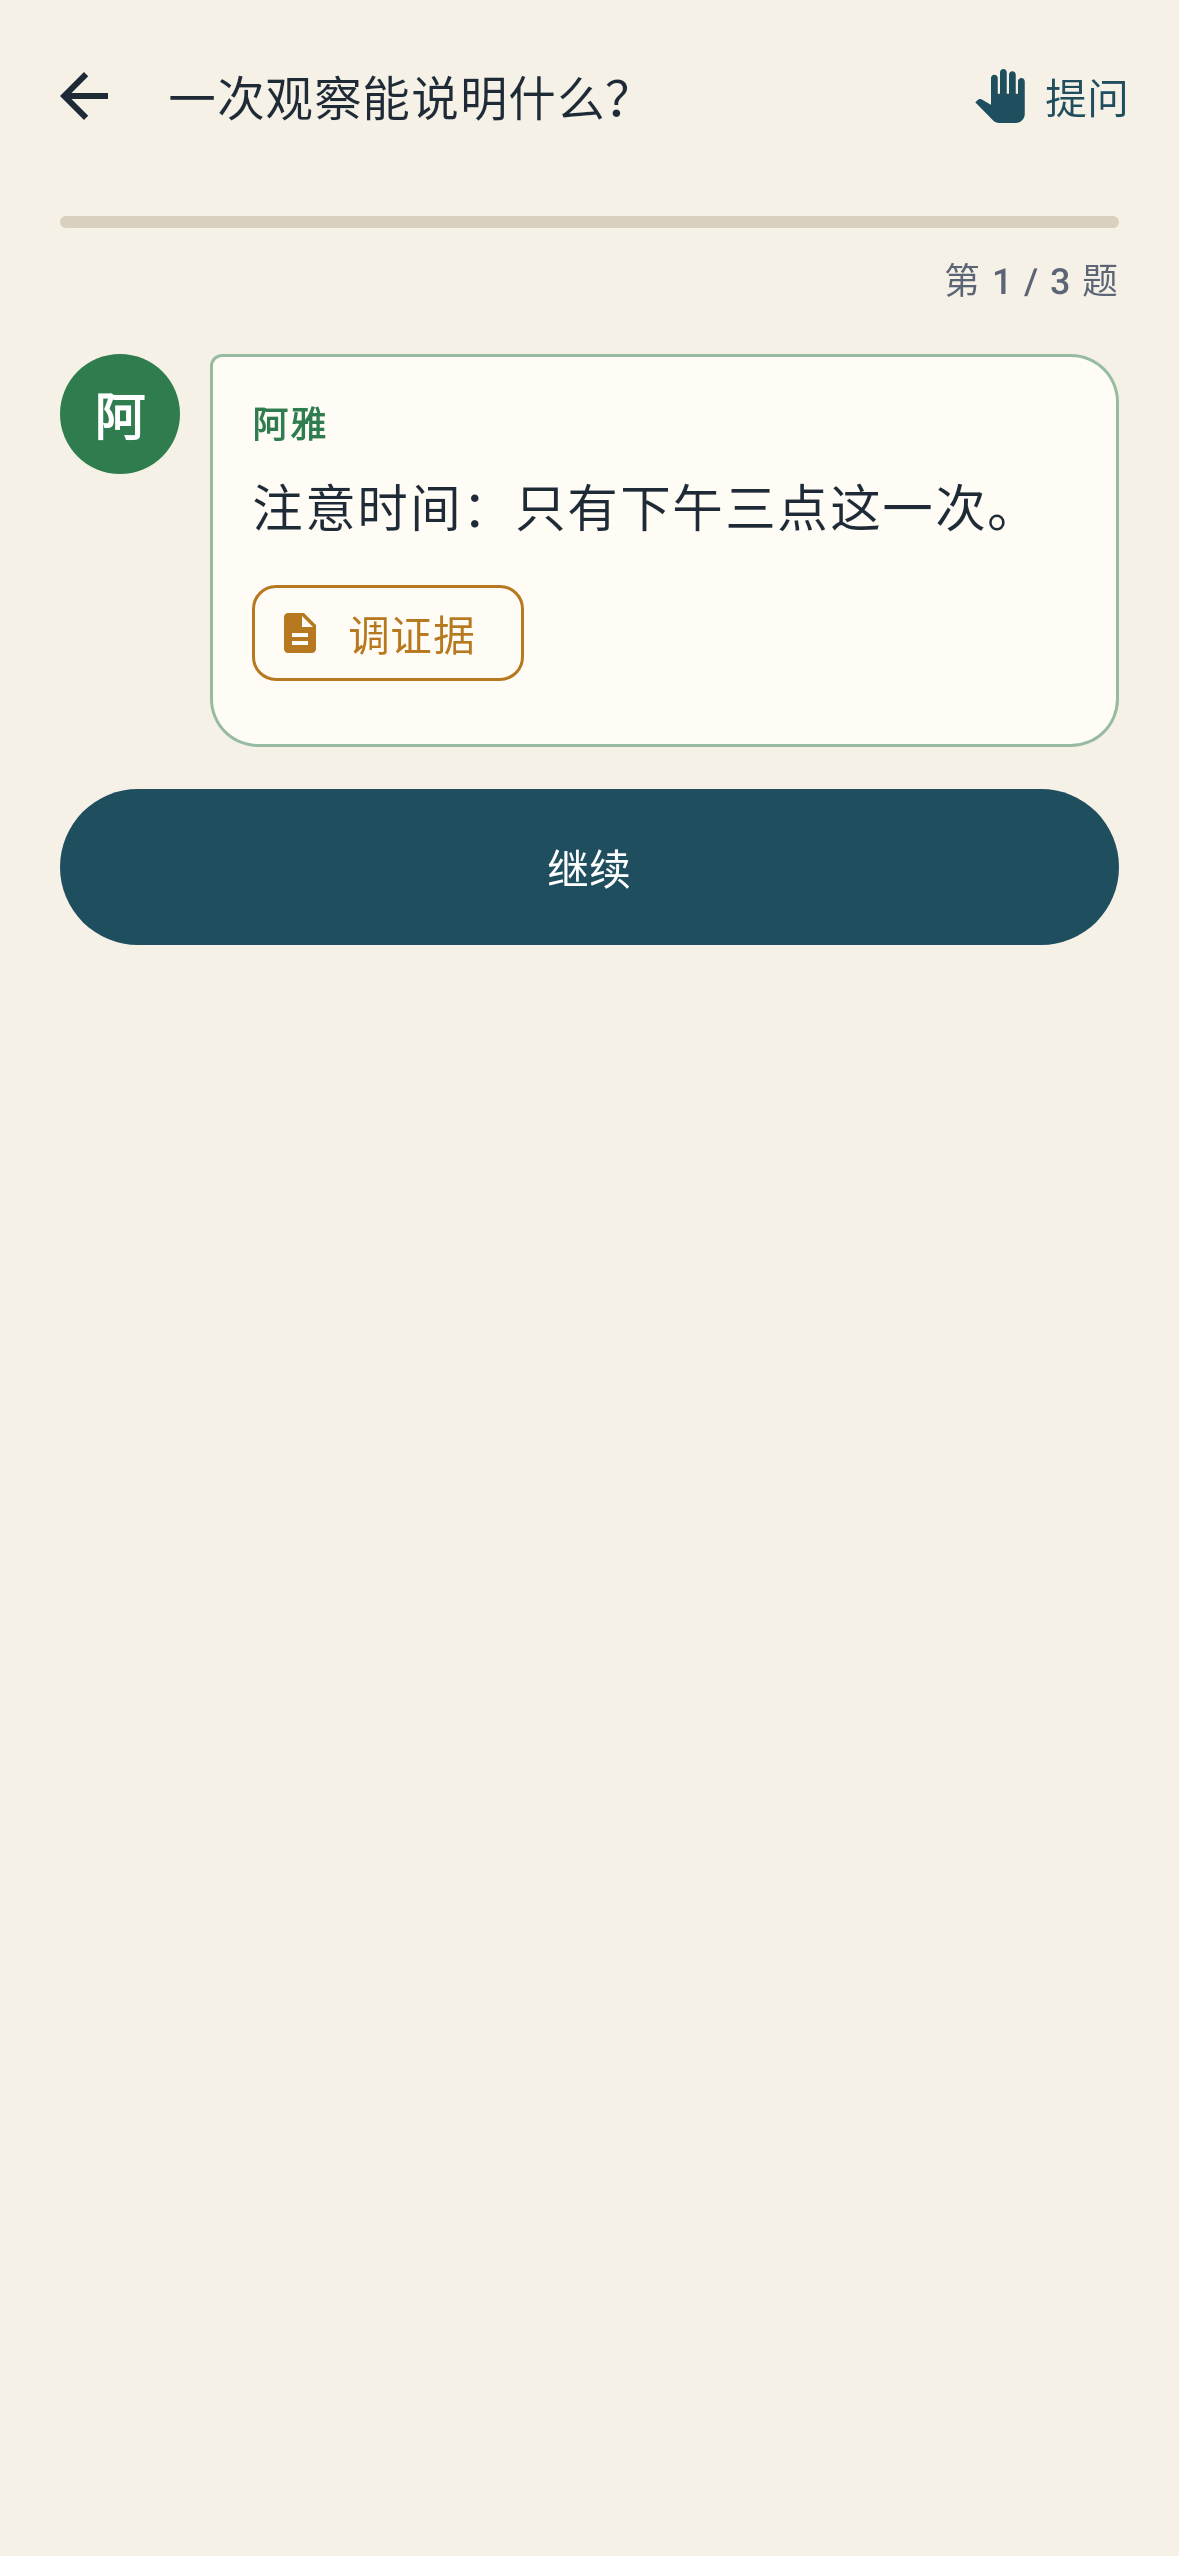 一次观察能说明什么？
提问
第 1 / 3 题
阿
阿雅
注意时间：只有下午三点这一次。
调证据
继续